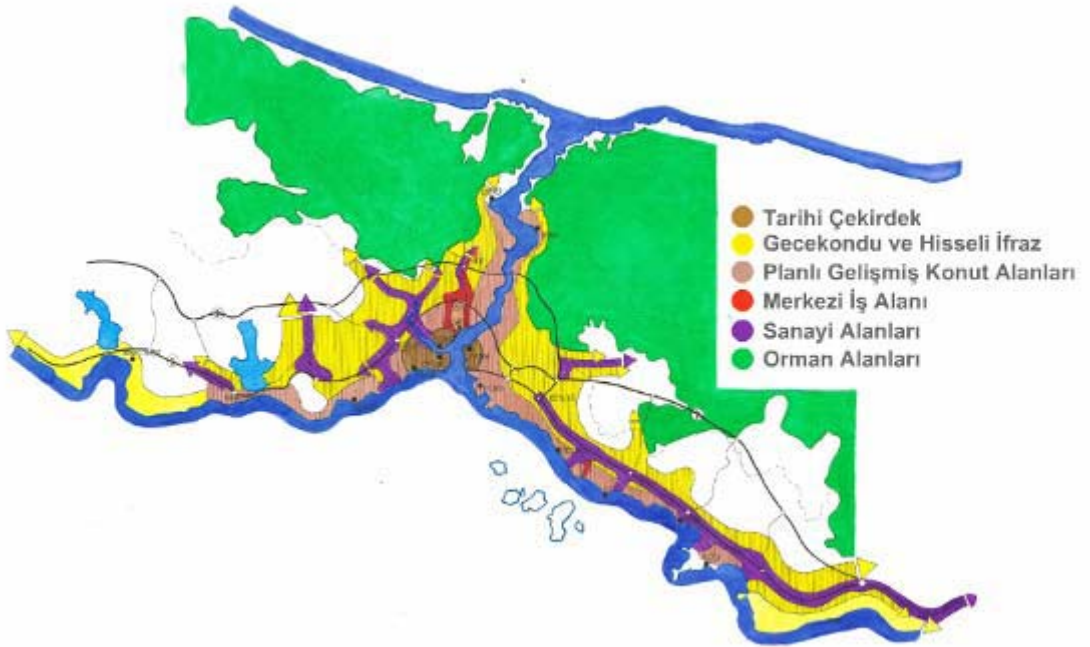 Tarihi Çekirdek
Gecekondu ve Hisseli İfraz
Planlı Gelişmiş Konut Alanları
Merkezi İş Alanı
Sanayi Alanları
Orman Alanları